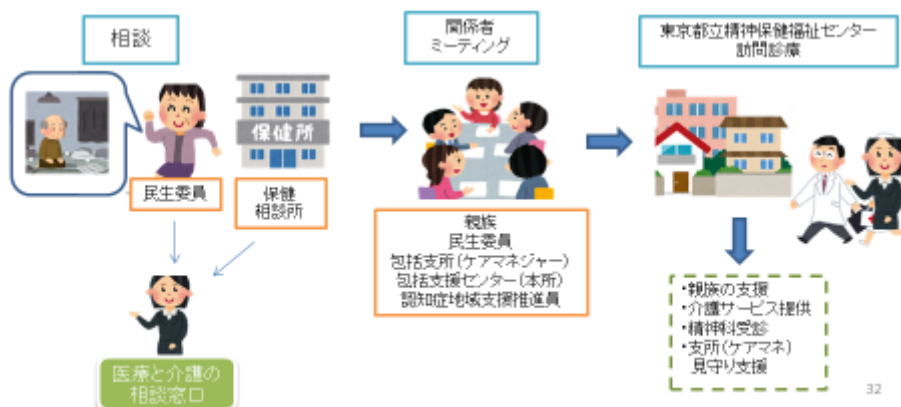 相談
保健所
民生委員
保健
相談所
医療と介護の
相談窓口
関係者
ミーティング
親族
民生委員
包括支所(ケアマネジャー)
包括支援センター(本所)
認知症地域支援推進員
東京都立精神保健福祉センター
訪問診療
・親族の支援
・介護サービス提供
・精神科受診
・支所(ケアマネ)
見守り支援
32